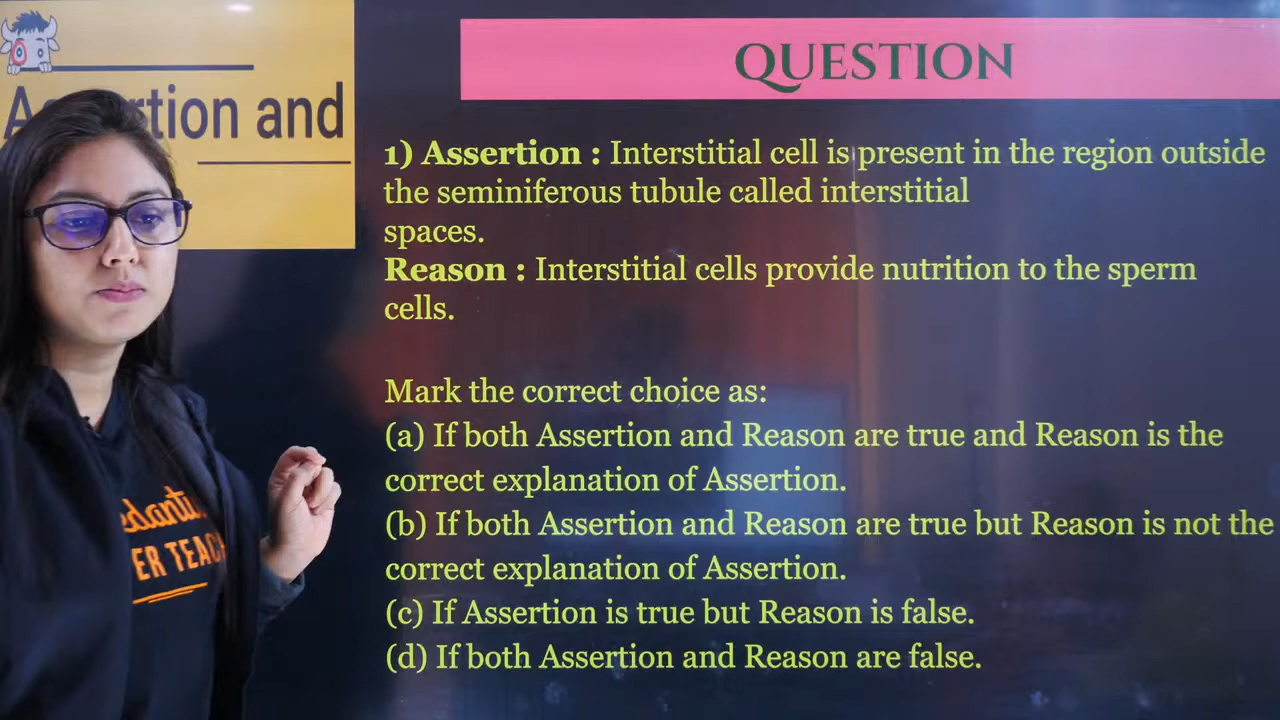 Assertion and
QUESTION
1) Assertion : Interstitial cell is present in the region outside
the seminiferous tubule called interstitial
spaces.
Reason : Interstitial cells provide nutrition to the sperm
cells.
Mark the correct choice as:
(a) If both Assertion and Reason are true and Reason is the
correct explanation of Assertion.
(b) If both Assertion and Reason are true but Reason is not the
correct explanation of Assertion.
(c) If Assertion is true but Reason is false.
(d) If both Assertion and Reason are false.